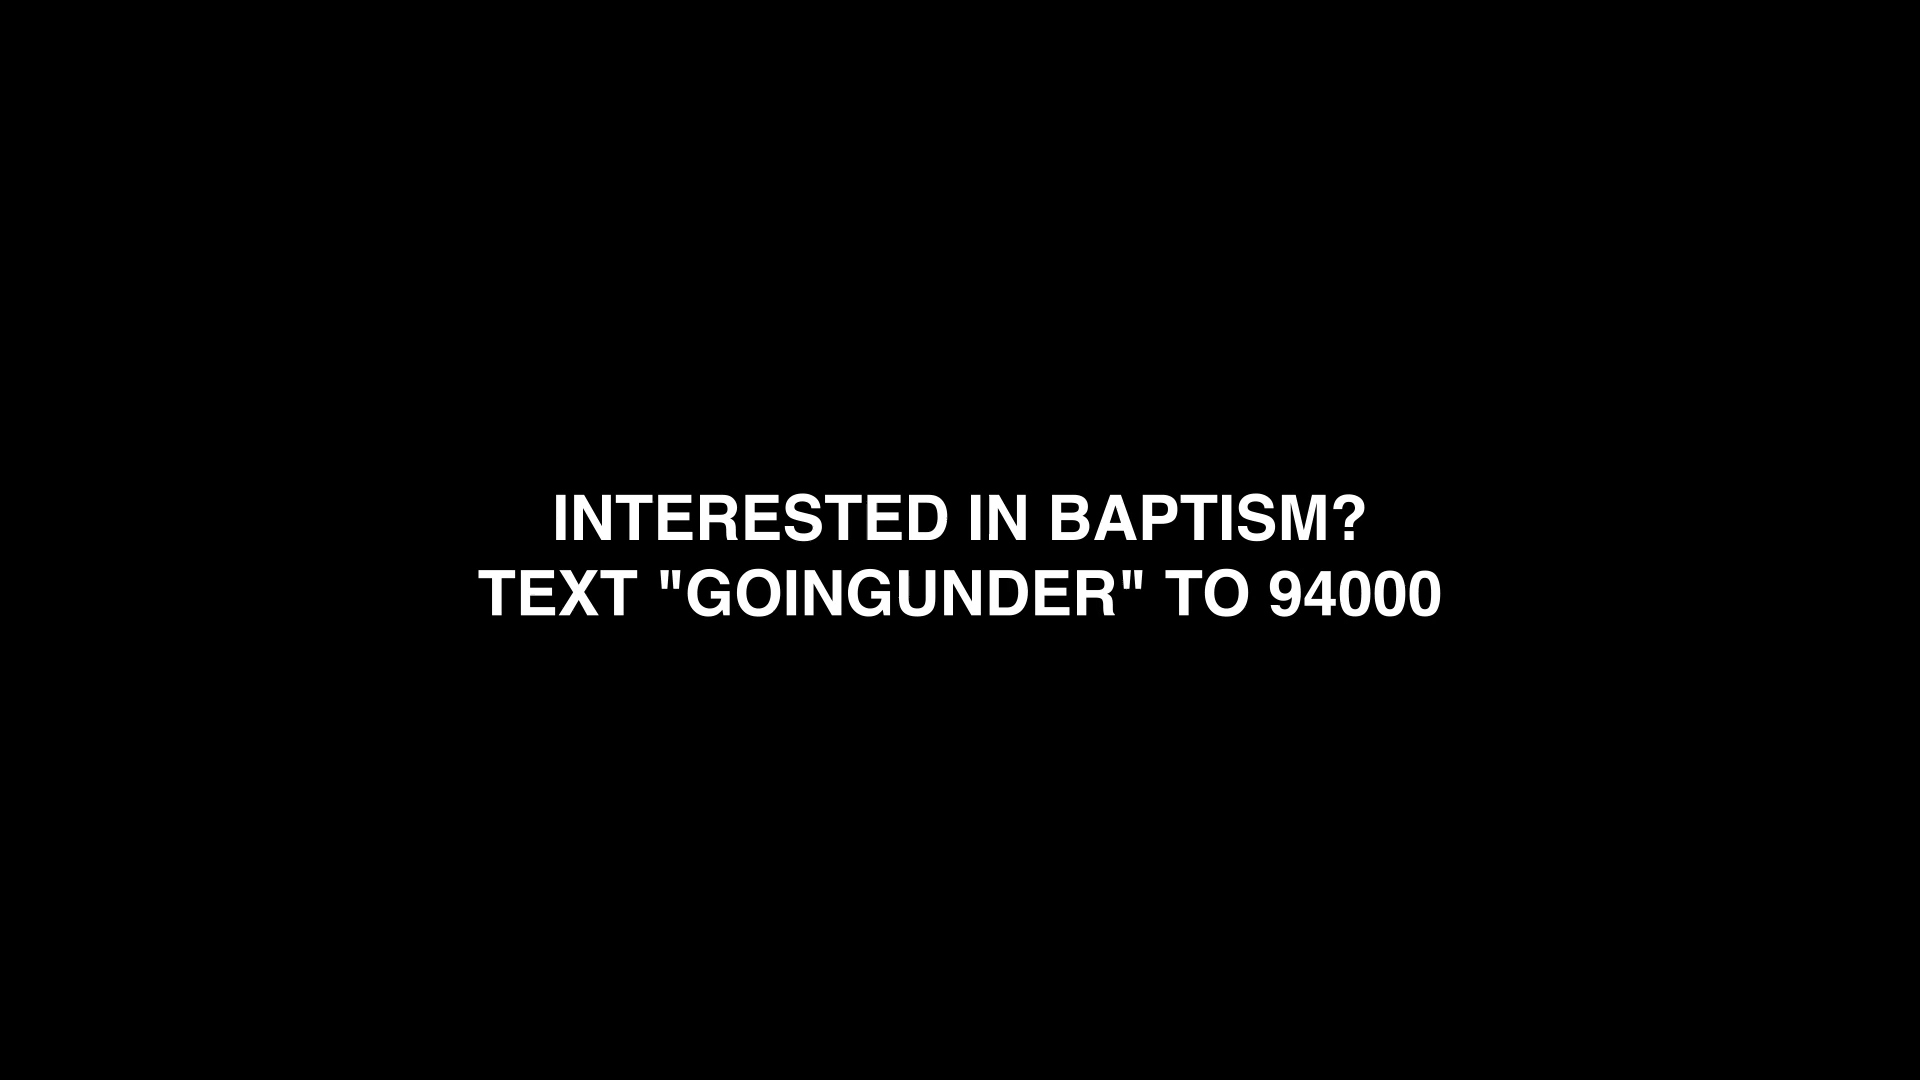 INTERESTED IN BAPTISM?
TEXT "GOINGUNDER" TO 94000